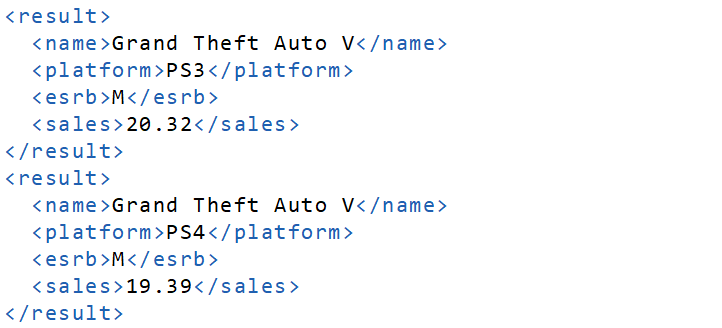 <result>
  <name>Grand Theft Auto V</name>
  <platform>PS3</platform>
  <esrb>M</esrb>
  <sales>20.32</sales>
</result>
<result>
  <name>Grand Theft Auto V</name>
  <platform>PS4</platform>
  <esrb>M</esrb>
  <sales>19.39</sales>
</result>